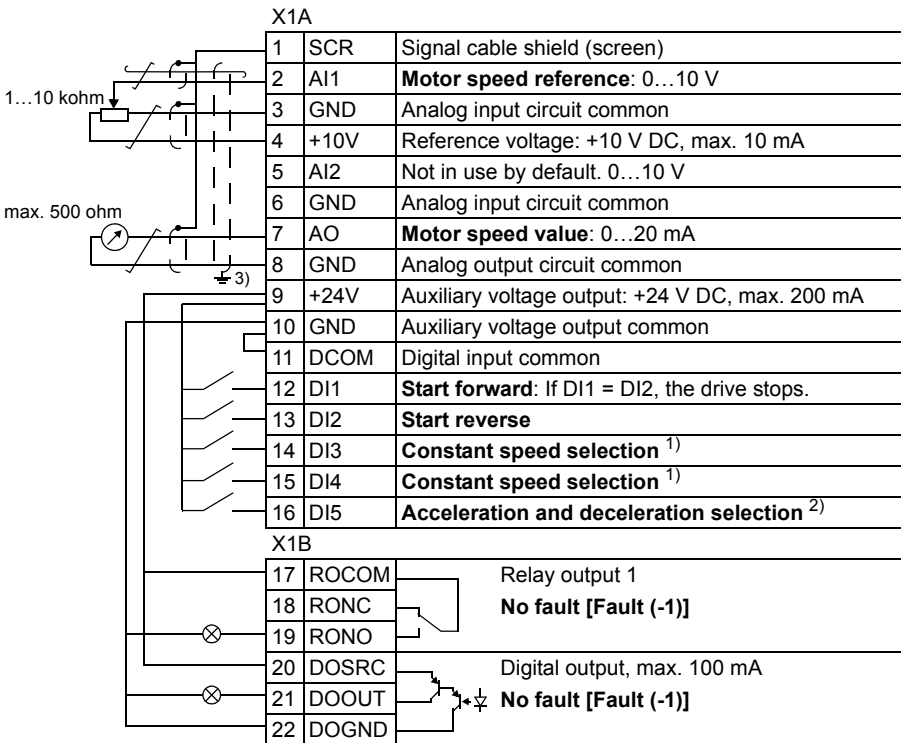 X1A
1 SCR Signal cable shield (screen)
2 AI1 Motor speed reference: 0…10 V
1…10 kohm
3 GND Analog input circuit common
4 +10V Reference voltage: +10 V DC, max. 10 mA
5 AI2 Not in use by default. 0…10 V
6 GND Analog input circuit common
max. 500 ohm
7 AO Motor speed value: 0…20 mA
8 GND Analog output circuit common
3)
9 +24V Auxiliary voltage output: +24 V DC, max. 200 mA
10 GND Auxiliary voltage output common
11 DCOM Digital input common
12 DI1 Start forward: If DI1 = DI2, the drive stops.
13 DI2 Start reverse
14 DI3 Constant speed selection 1)
15 DI4 Constant speed selection 1)
16 DI5 Acceleration and deceleration selection 2)
X1B
17 ROCOM Relay output 1
18 RONC No fault [Fault (-1)]
19 RONO
20 DOSRC Digital output, max. 100 mA
21 DOOUT No fault [Fault (-1)]
22 DOGND